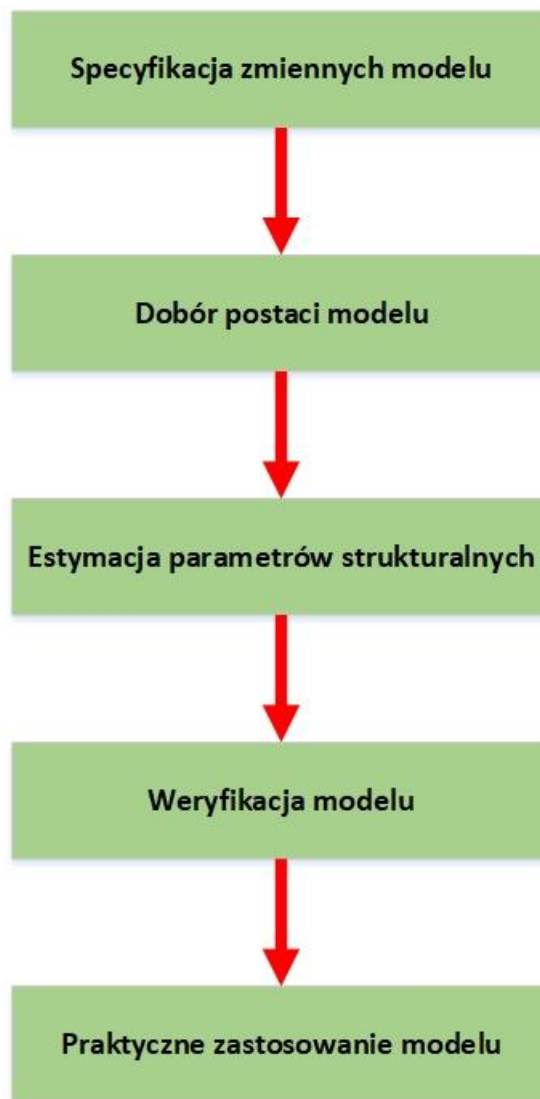 Specyfikacja zmiennych modelu
Dobór postaci modelu
Estymacja parametrów strukturalnych
Weryfikacja modelu
Praktyczne zastosowanie modelu